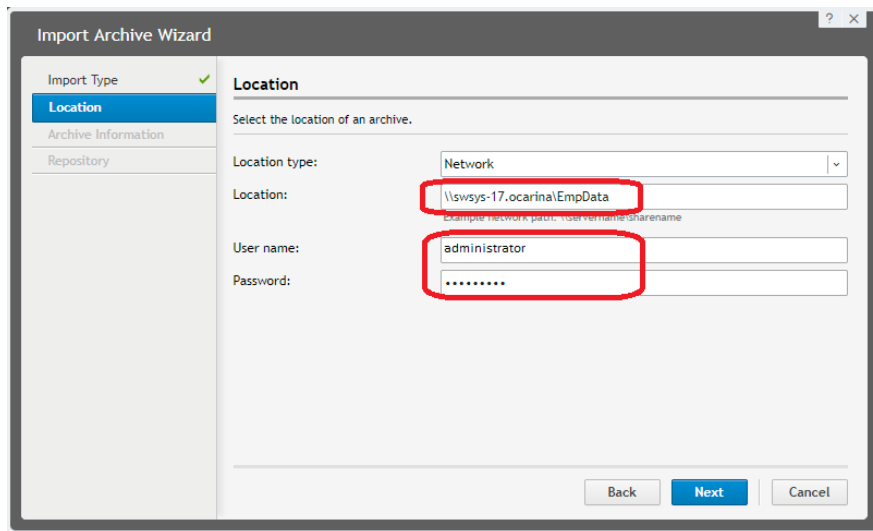 ? ×
Import Archive Wizard
Import Type
Location
Archive Information
Repository
Location
Select the location of an archive.
Location type: Network
Location: \\swsys-17.ocarina\EmpData
Example network path: \\servername\sharename
User name: administrator
Password: •••••••••
Back Next Cancel